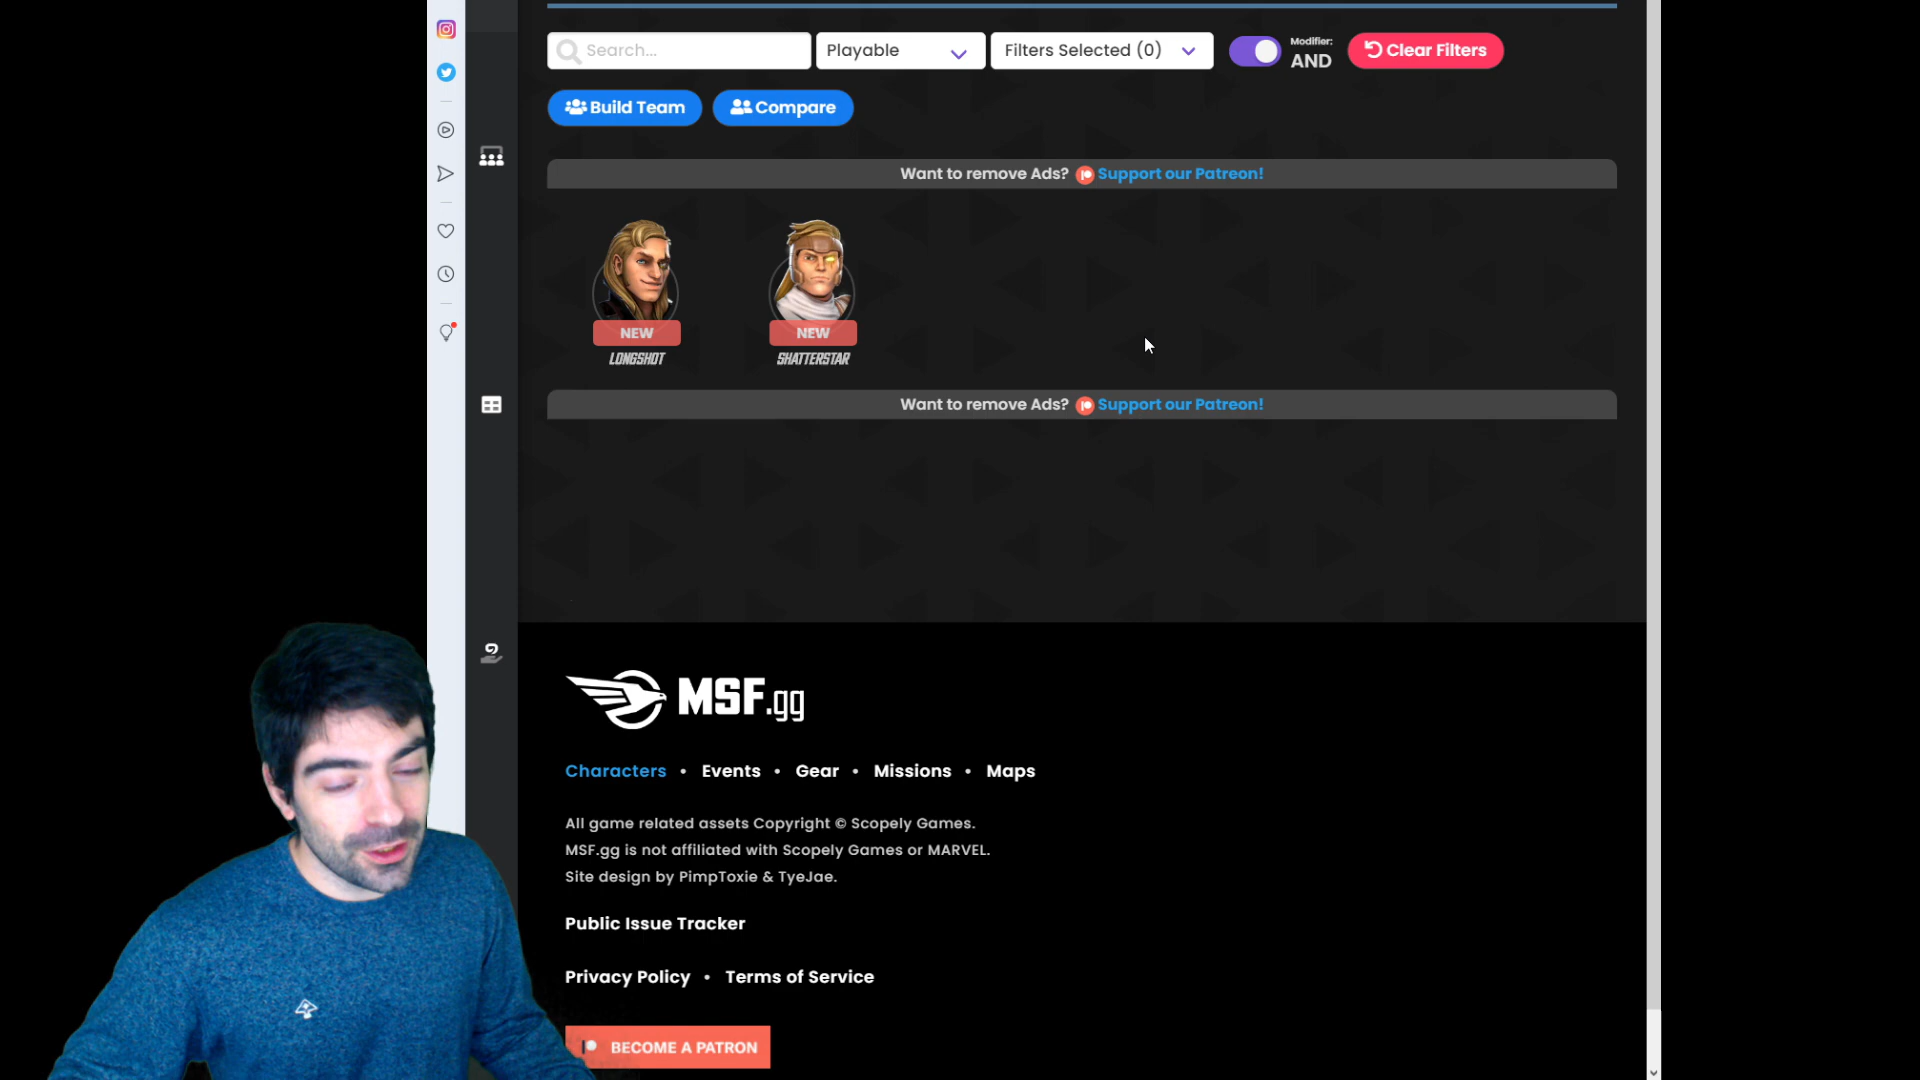 Search...
Playable
Filters Selected (0)
Modifier:
AND
Clear Filters
Build Team
Compare
Want to remove Ads? Support our Patreon!
NEW
LONGSHOT
NEW
SHATTERSTAR
Want to remove Ads? Support our Patreon!
MSF.gg
Characters • Events • Gear • Missions • Maps
All game related assets Copyright © Scopely Games.
MSF.gg is not affiliated with Scopely Games or MARVEL.
Site design by PimpToxie & TyeJae.
Public Issue Tracker
Privacy Policy • Terms of Service
BECOME A PATRON